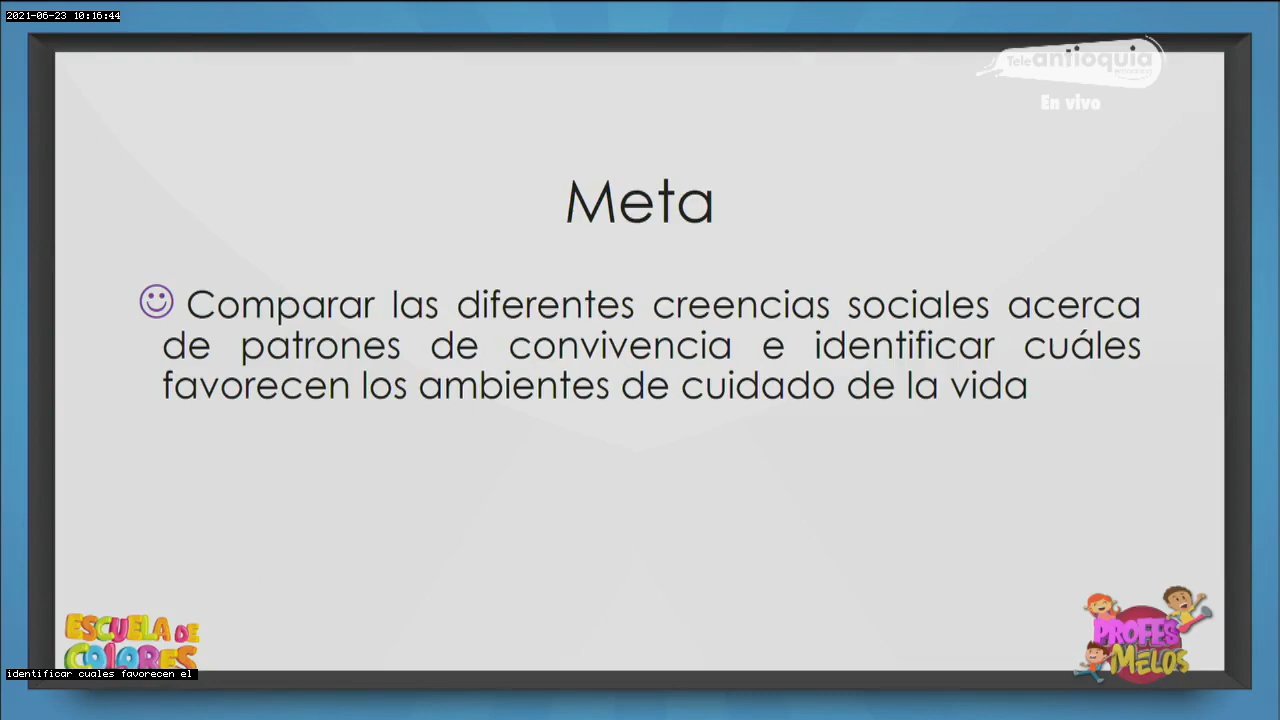 2021-06-23 10:16:44
Teleantioquia
En vivo
Meta
Comparar las diferentes creencias sociales acerca
de patrones de convivencia e identificar cuáles
favorecen los ambientes de cuidado de la vida
ESCUELA DE
COLORES
PROFES
MELOS
identificar cuales favorecen el